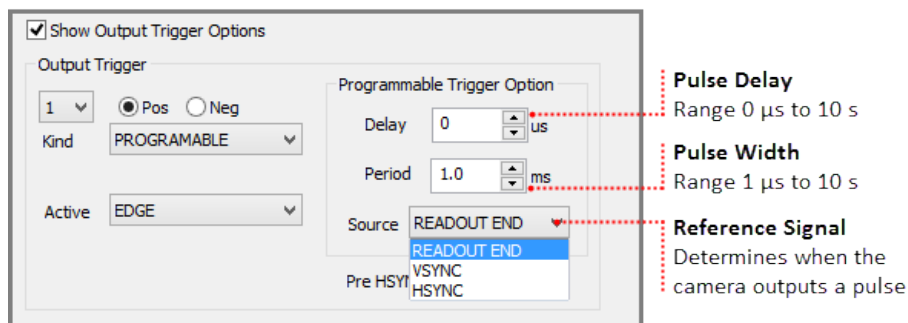 Show Output Trigger Options
Output Trigger
1
Pos
Neg
Kind
PROGRAMABLE
Active
EDGE
Programmable Trigger Option
Delay
0
us
Period
1.0
ms
Source
READOUT END
READOUT END
VSYNC
HSYNC
Pre HSY
Pulse Delay
Range 0 µs to 10 s
Pulse Width
Range 1 µs to 10 s
Reference Signal
Determines when the
camera outputs a pulse